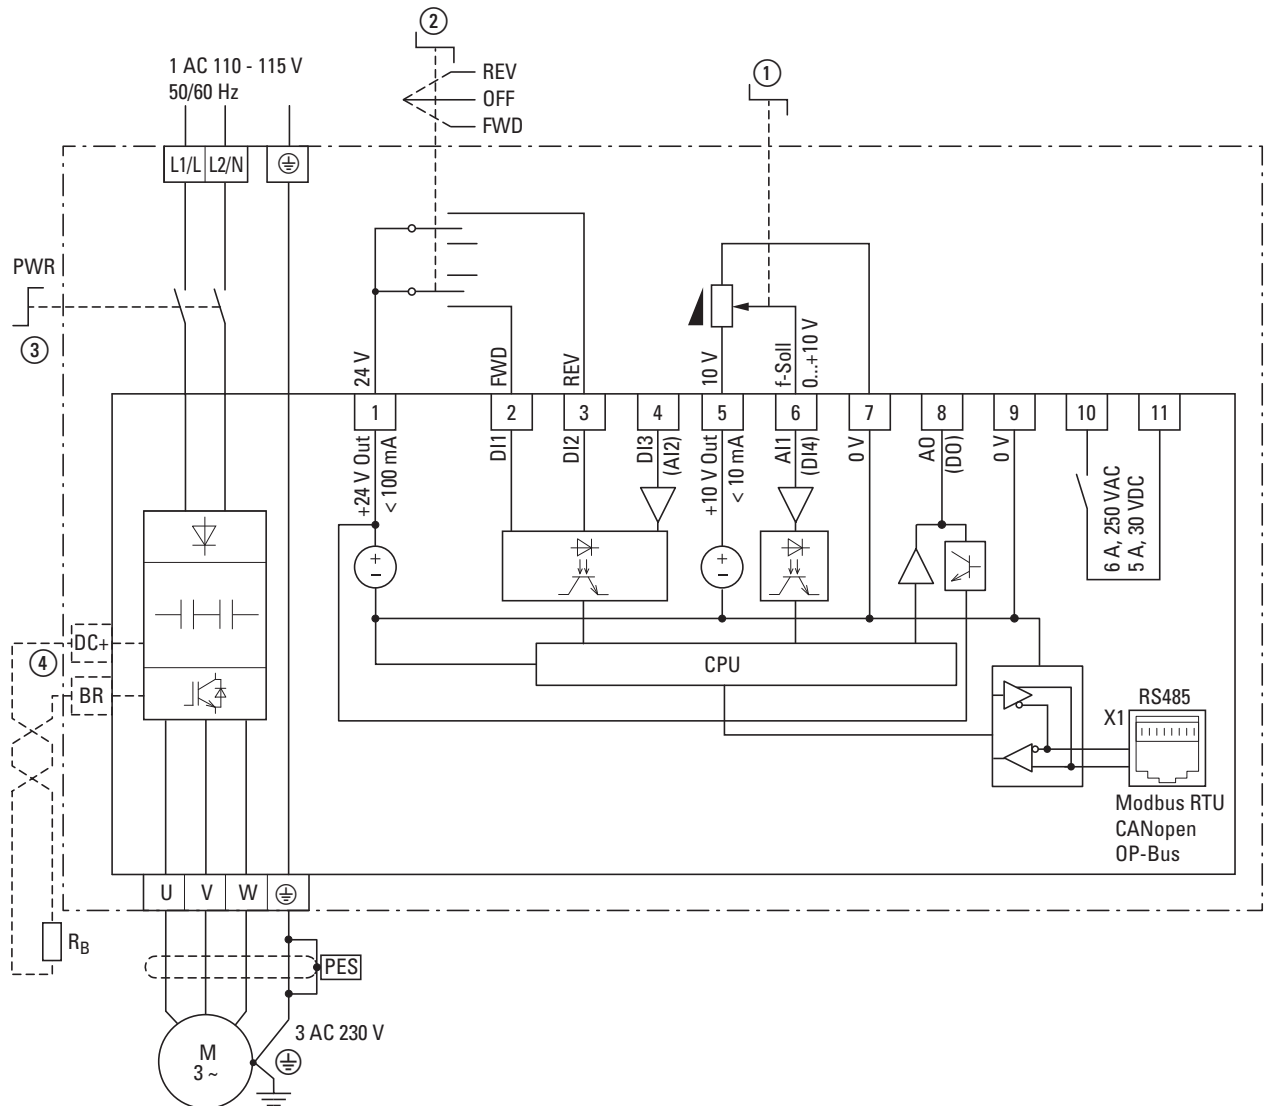 2
1 AC 110 - 115 V
50/60 Hz
REV
OFF
FWD
1
L1/L
L2/N
PWR
3
24 V
FWD
REV
10 V
f-Soll
0...+10 V
1
2
3
4
5
6
7
8
9
10
11
+24 V Out
< 100 mA
DI1
DI2
DI3
(AI2)
+10 V Out
< 10 mA
AI1
(DI4)
0 V
AO
(DO)
0 V
6 A, 250 VAC
5 A, 30 VDC
+
-
+
-
DC+
4
BR
CPU
RS485
X1
Modbus RTU
CANopen
OP-Bus
U
V
W
RB
PES
3 AC 230 V
M
3 ~